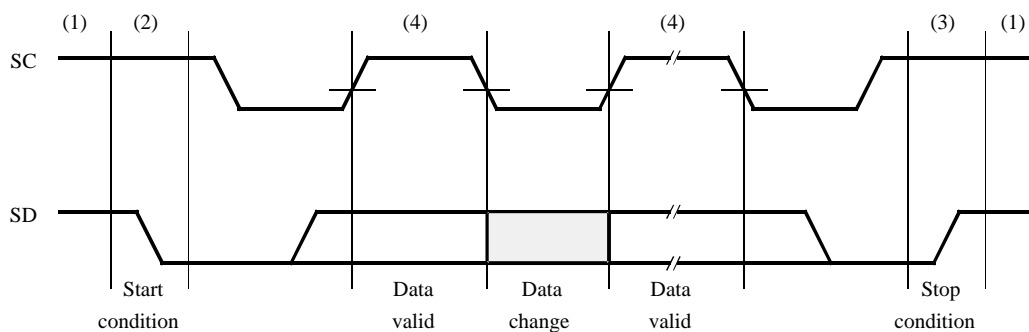 (1) (2) (4) (4) (3) (1)
SC
SD
Start Data Data Data Stop
condition valid change valid condition